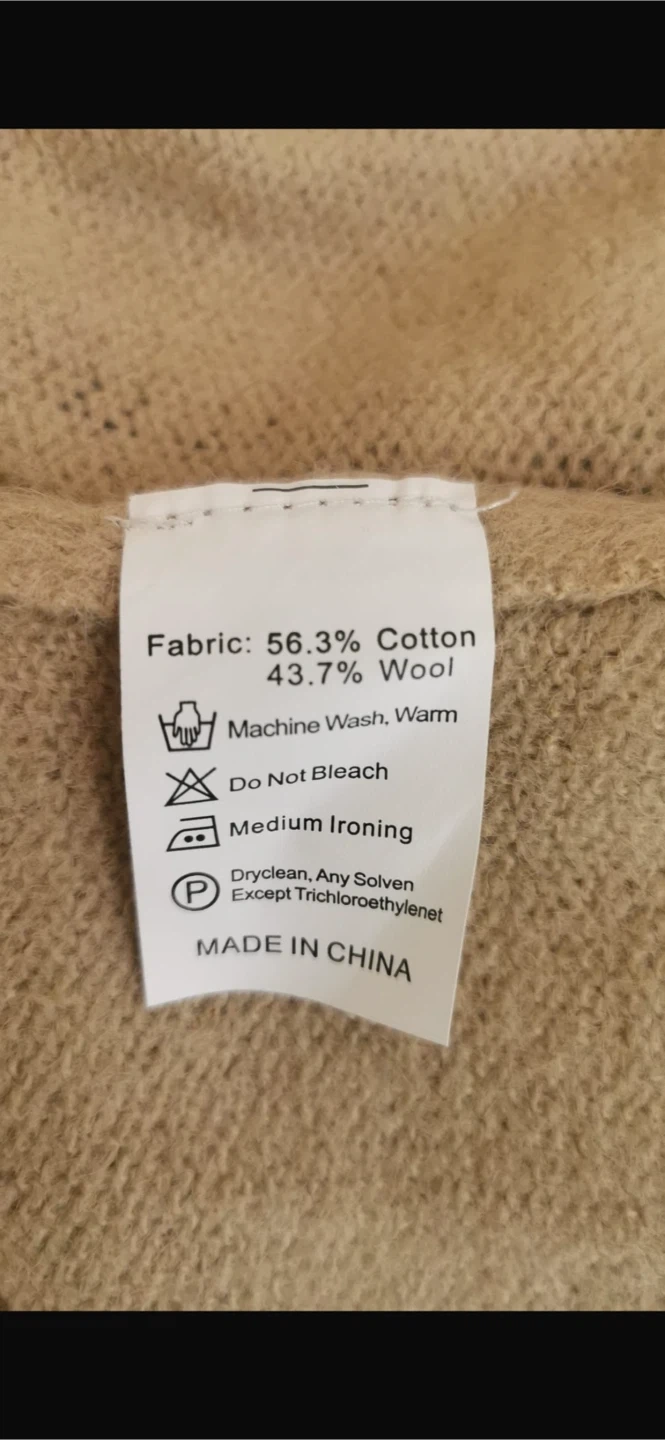 Fabric: 56.3% Cotton
43.7% Wool
Machine Wash, Warm
Do Not Bleach
Medium Ironing
P
Dryclean, Any Solven
Except Trichloroethylenet
MADE IN CHINA